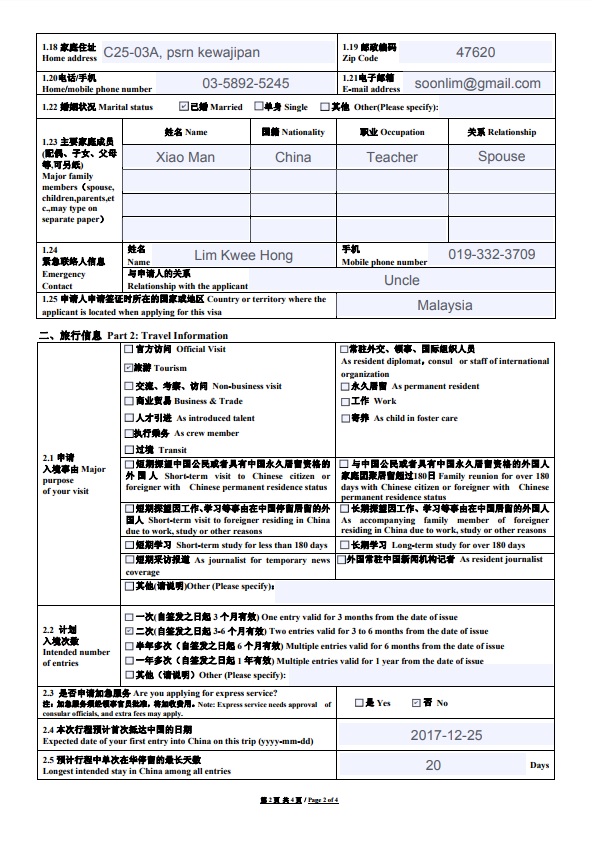 1.18 家庭住址 Home address C25-03A, psrn kewajipan 1.19 邮政编码 Zip Code 47620
1.20电话/手机 Home/mobile phone number 03-5892-5245 1.21电子邮箱 E-mail address soonlim@gmail.com
1.22 婚姻状况 Marital status 已婚 Married 单身 Single 其他 Other(Please specify):
1.23 主要家庭成员(配偶、子女、父母等,可另纸) Major family members（spouse, children,parents,etc.,may type on separate paper）
姓名 Name 国籍 Nationality 职业 Occupation 关系 Relationship
Xiao Man China Teacher Spouse
1.24 紧急联络人信息 Emergency Contact
姓名 Name Lim Kwee Hong 手机 Mobile phone number 019-332-3709
与申请人的关系 Relationship with the applicant Uncle
1.25 申请人申请签证时所在的国家或地区 Country or territory where the applicant is located when applying for this visa Malaysia
二、旅行信息 Part 2: Travel Information
2.1 申请入境事由 Major purpose of your visit
官方访问 Official Visit
旅游 Tourism
交流、考察、访问 Non-business visit
商业贸易 Business & Trade
人才引进 As introduced talent
执行乘务 As crew member
过境 Transit
常驻外交、领事、国际组织人员 As resident diplomat, consul or staff of international organization
永久居留 As permanent resident
工作 Work
寄养 As child in foster care
短期探望中国公民或者具有中国永久居留资格的外国人 Short-term visit to Chinese citizen or foreigner with Chinese permanent residence status
与中国公民或者具有中国永久居留资格的外国人家庭团聚居留超过180日 Family reunion for over 180 days with Chinese citizen or foreigner with Chinese permanent residence status
短期探望因工作、学习等事由在中国停留居留的外国人 Short-term visit to foreigner residing in China due to work, study or other reasons
长期探望因工作、学习等事由在中国居留的外国人 As accompanying family member of foreigner residing in China due to work, study or other reasons
短期学习 Short-term study for less than 180 days
长期学习 Long-term study for over 180 days
短期采访报道 As journalist for temporary news coverage
外国常驻中国新闻机构记者 As resident journalist
其他(请说明)Other (Please specify):
2.2 计划入境次数 Intended number of entries
一次(自签发之日起 3 个月有效) One entry valid for 3 months from the date of issue
二次(自签发之日起 3-6 个月有效) Two entries valid for 3 to 6 months from the date of issue
半年多次（自签发之日起 6 个月有效）Multiple entries valid for 6 months from the date of issue
一年多次（自签发之日起 1 年有效）Multiple entries valid for 1 year from the date of issue
其他（请说明）Other (Please specify):
2.3 是否申请加急服务 Are you applying for express service?
注：加急服务须经领事官员批准，将加收费用。Note: Express service needs approval of consular officials, and extra fees may apply.
是 Yes 否 No
2.4 本次行程预计首次抵达中国的日期
Expected date of your first entry into China on this trip (yyyy-mm-dd) 2017-12-25
2.5 预计行程中单次在华停留的最长天数
Longest intended stay in China among all entries 20 Days
第 2 页 共 4 页 / Page 2 of 4